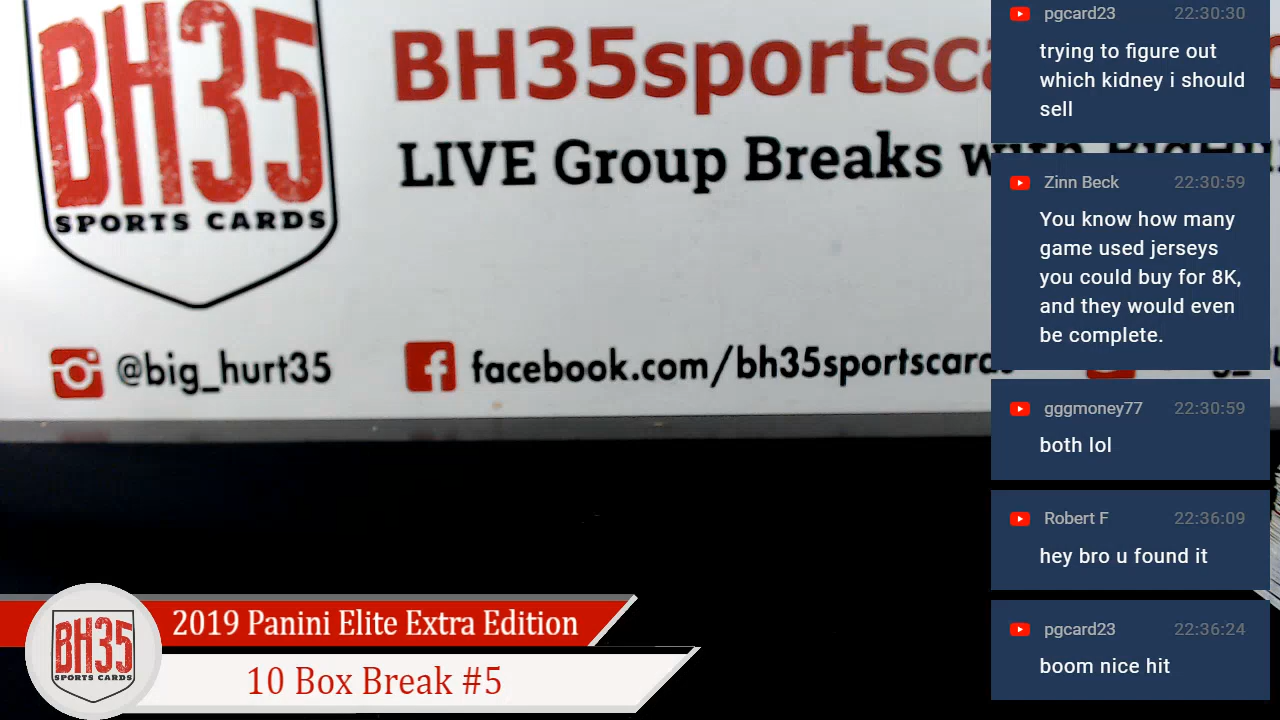 BH35
SPORTS CARDS
BH35sportsca
LIVE Group Breaks with
@big_hurt35
facebook.com/bh35sportscards
pgcard23 22:30:30
trying to figure out
which kidney i should
sell
Zinn Beck 22:30:59
You know how many
game used jerseys
you could buy for 8K,
and they would even
be complete.
gggmoney77 22:30:59
both lol
Robert F 22:36:09
hey bro u found it
pgcard23 22:36:24
boom nice hit
BH35
SPORTS CARDS
2019 Panini Elite Extra Edition
10 Box Break #5